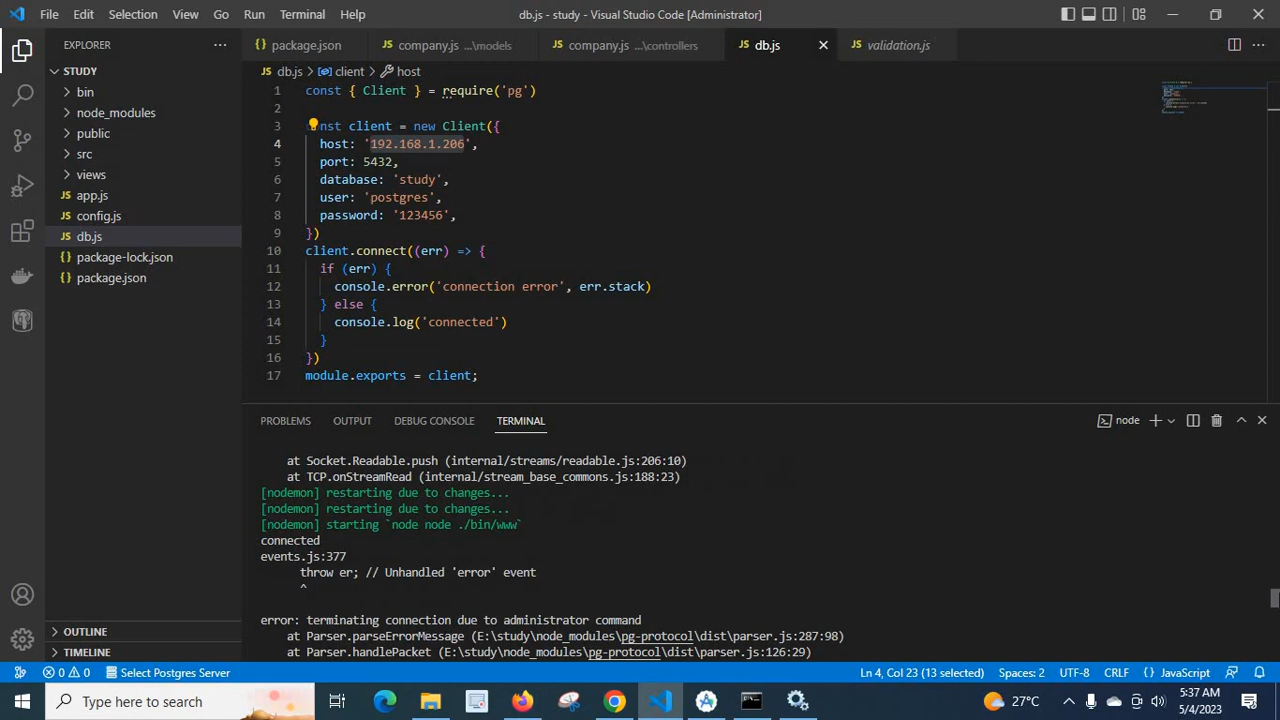 File Edit Selection View Go Run Terminal Help db.js - study - Visual Studio Code [Administrator]
EXPLORER
package.json
company.js ...\models
company.js ...\controllers
db.js
validation.js
STUDY
bin
node_modules
public
src
views
app.js
config.js
db.js
package-lock.json
package.json
OUTLINE
TIMELINE
db.js > client > host
1 const { Client } = require('pg')
2
3 nst client = new Client({
4 host: '192.168.1.206',
5 port: 5432,
6 database: 'study',
7 user: 'postgres',
8 password: '123456',
9 })
10 client.connect((err) => {
11 if (err) {
12 console.error('connection error', err.stack)
13 } else {
14 console.log('connected')
15 }
16 })
17 module.exports = client;
PROBLEMS OUTPUT DEBUG CONSOLE TERMINAL node
at Socket.Readable.push (internal/streams/readable.js:206:10)
at TCP.onStreamRead (internal/stream_base_commons.js:188:23)
[nodemon] restarting due to changes...
[nodemon] restarting due to changes...
[nodemon] starting `node node ./bin/www`
connected
events.js:377
throw er; // Unhandled 'error' event
^
error: terminating connection due to administrator command
at Parser.parseErrorMessage (E:\study\node_modules\pg-protocol\dist\parser.js:287:98)
at Parser.handlePacket (E:\study\node_modules\pg-protocol\dist\parser.js:126:29)
0 0 Select Postgres Server Ln 4, Col 23 (13 selected) Spaces: 2 UTF-8 CRLF { } JavaScript
Type here to search
27°C
5:37 AM
5/4/2023